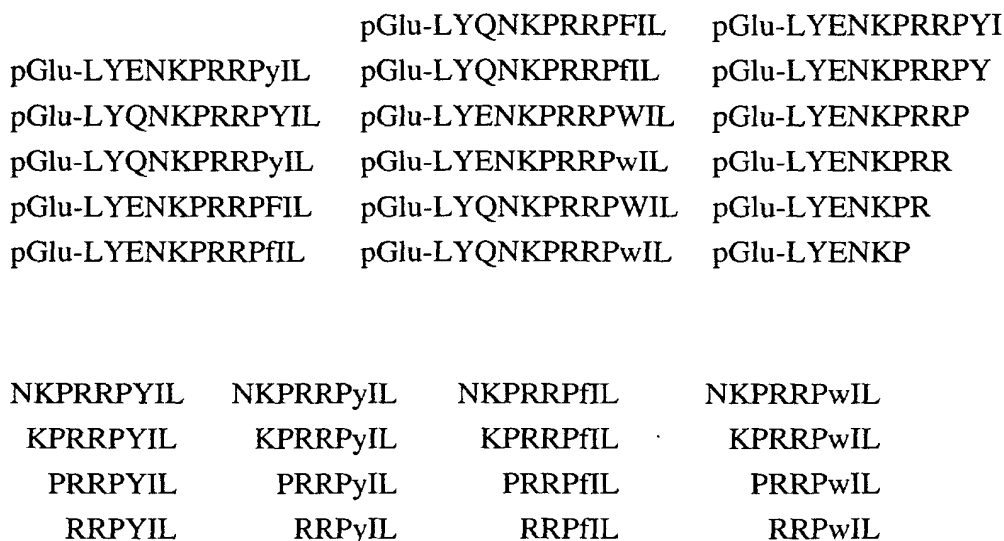 pGlu-LYQNKPRRPFIL pGlu-LYENKPRRPYI
pGlu-LYENKPRRPyIL pGlu-LYQNKPRRPfIL pGlu-LYENKPRRPY
pGlu-LYQNKPRRPYIL pGlu-LYENKPRRPWIL pGlu-LYENKPRRP
pGlu-LYQNKPRRPyIL pGlu-LYENKPRRPwIL pGlu-LYENKPRR
pGlu-LYENKPRRPFIL pGlu-LYQNKPRRPWIL pGlu-LYENKPR
pGlu-LYENKPRRPfIL pGlu-LYQNKPRRPwIL pGlu-LYENKP
NKPRRPYIL NKPRRPyIL NKPRRPfIL NKPRRPwIL
KPRRPYIL KPRRPyIL KPRRPfIL KPRRPwIL
PRRPYIL PRRPyIL PRRPfIL PRRPwIL
RRPYIL RRPyIL RRPfIL RRPwIL